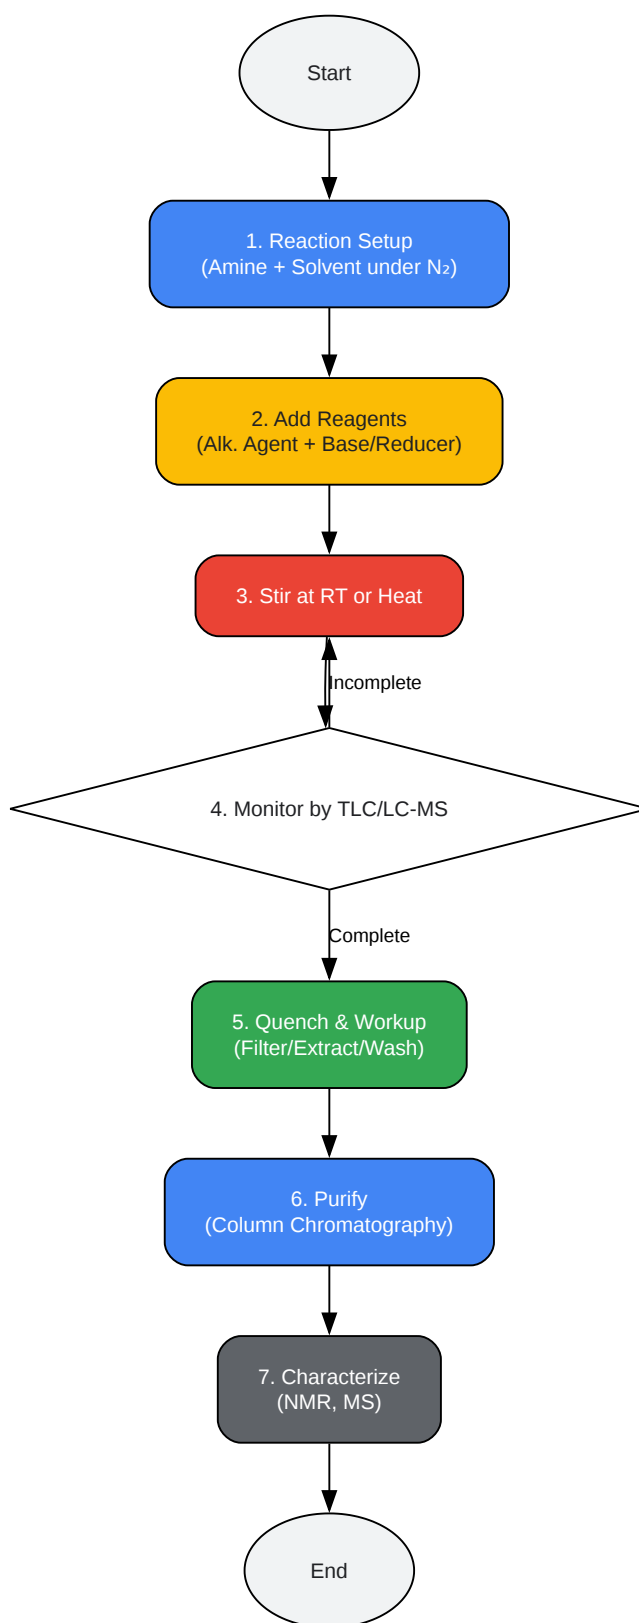 Start
1. Reaction Setup
(Amine + Solvent under N₂)
2. Add Reagents
(Alk. Agent + Base/Reducer)
3. Stir at RT or Heat
Incomplete
4. Monitor by TLC/LC-MS
Complete
5. Quench & Workup
(Filter/Extract/Wash)
6. Purify
(Column Chromatography)
7. Characterize
(NMR, MS)
End